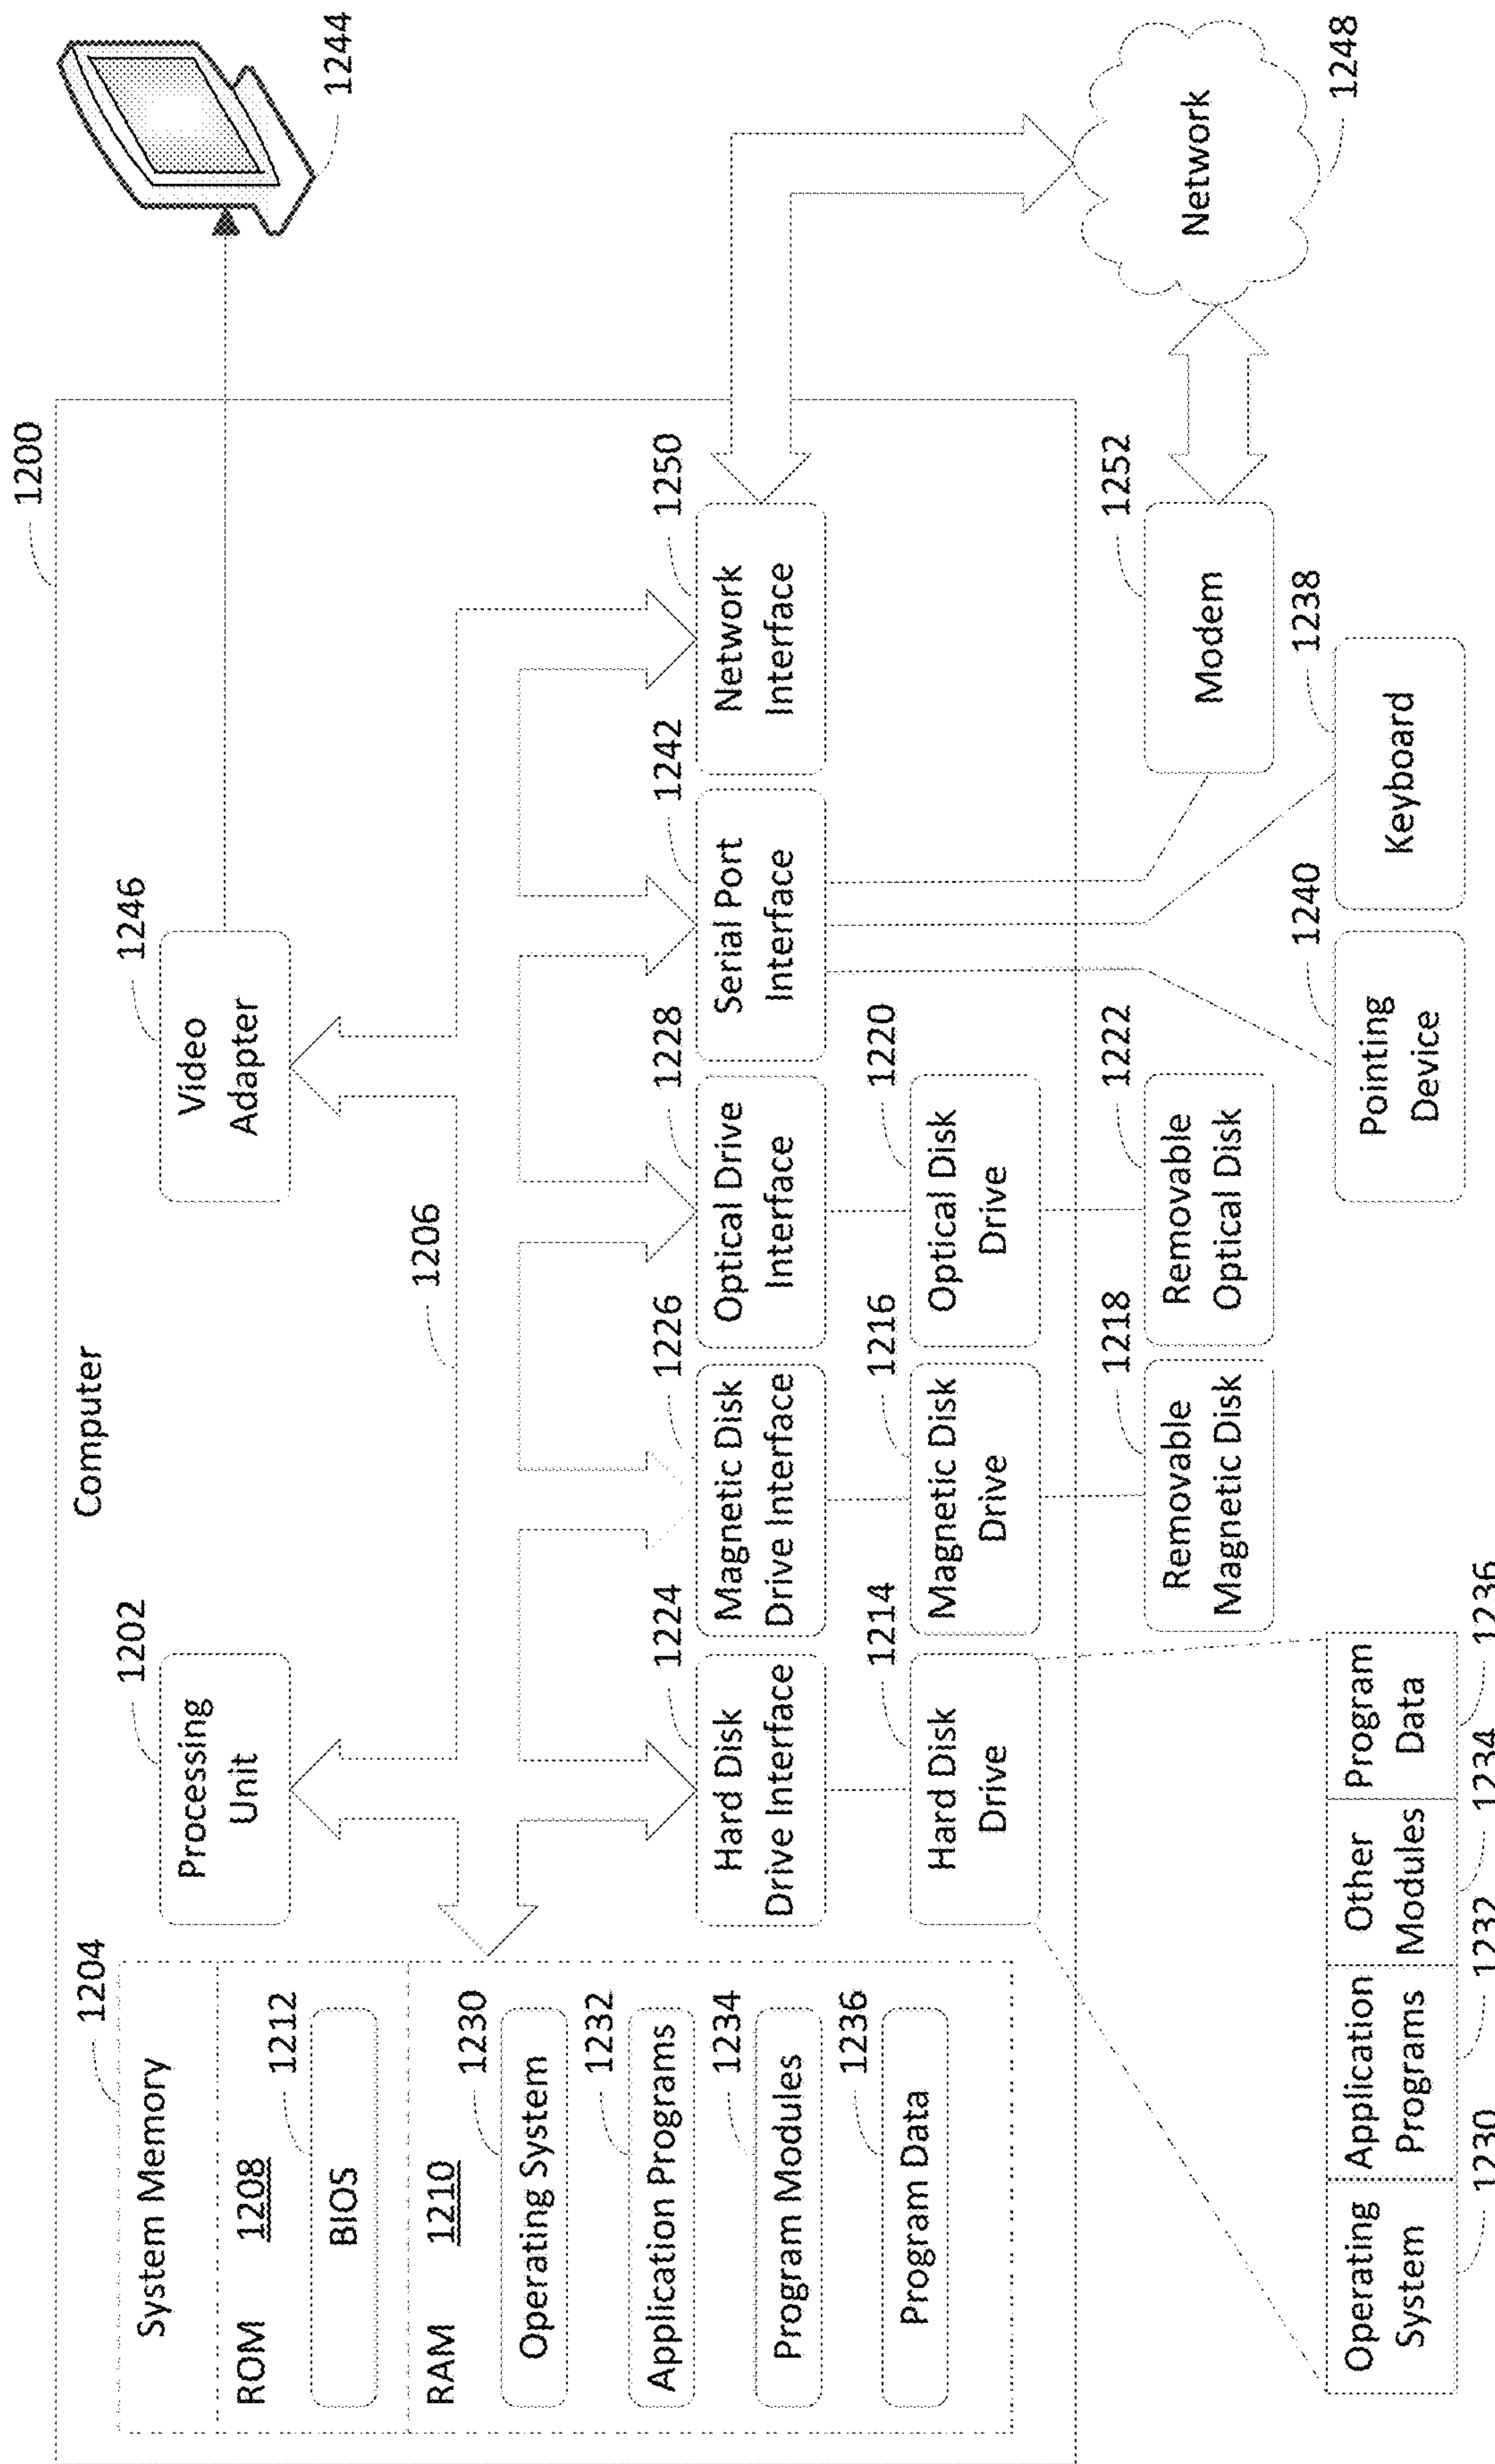 1200
Computer
1204
System Memory
ROM 1208
1212
BIOS
RAM 1210
1230
Operating System
1232
Application Programs
1234
Program Modules
1236
Program Data
1202
Processing
Unit
1206
1246
Video
Adapter
1244
1224
Hard Disk
Drive Interface
1226
Magnetic Disk
Drive Interface
1228
Optical Drive
Interface
1242
Serial Port
Interface
1250
Network
Interface
1214
Hard Disk
Drive
1216
Magnetic Disk
Drive
1220
Optical Disk
Drive
1218
Removable
Magnetic Disk
1222
Removable
Optical Disk
1252
Modem
Network
1248
1240
Pointing
Device
1238
Keyboard
Operating
System
1230
Application
Programs
1232
Other
Modules
1234
Program
Data
1236